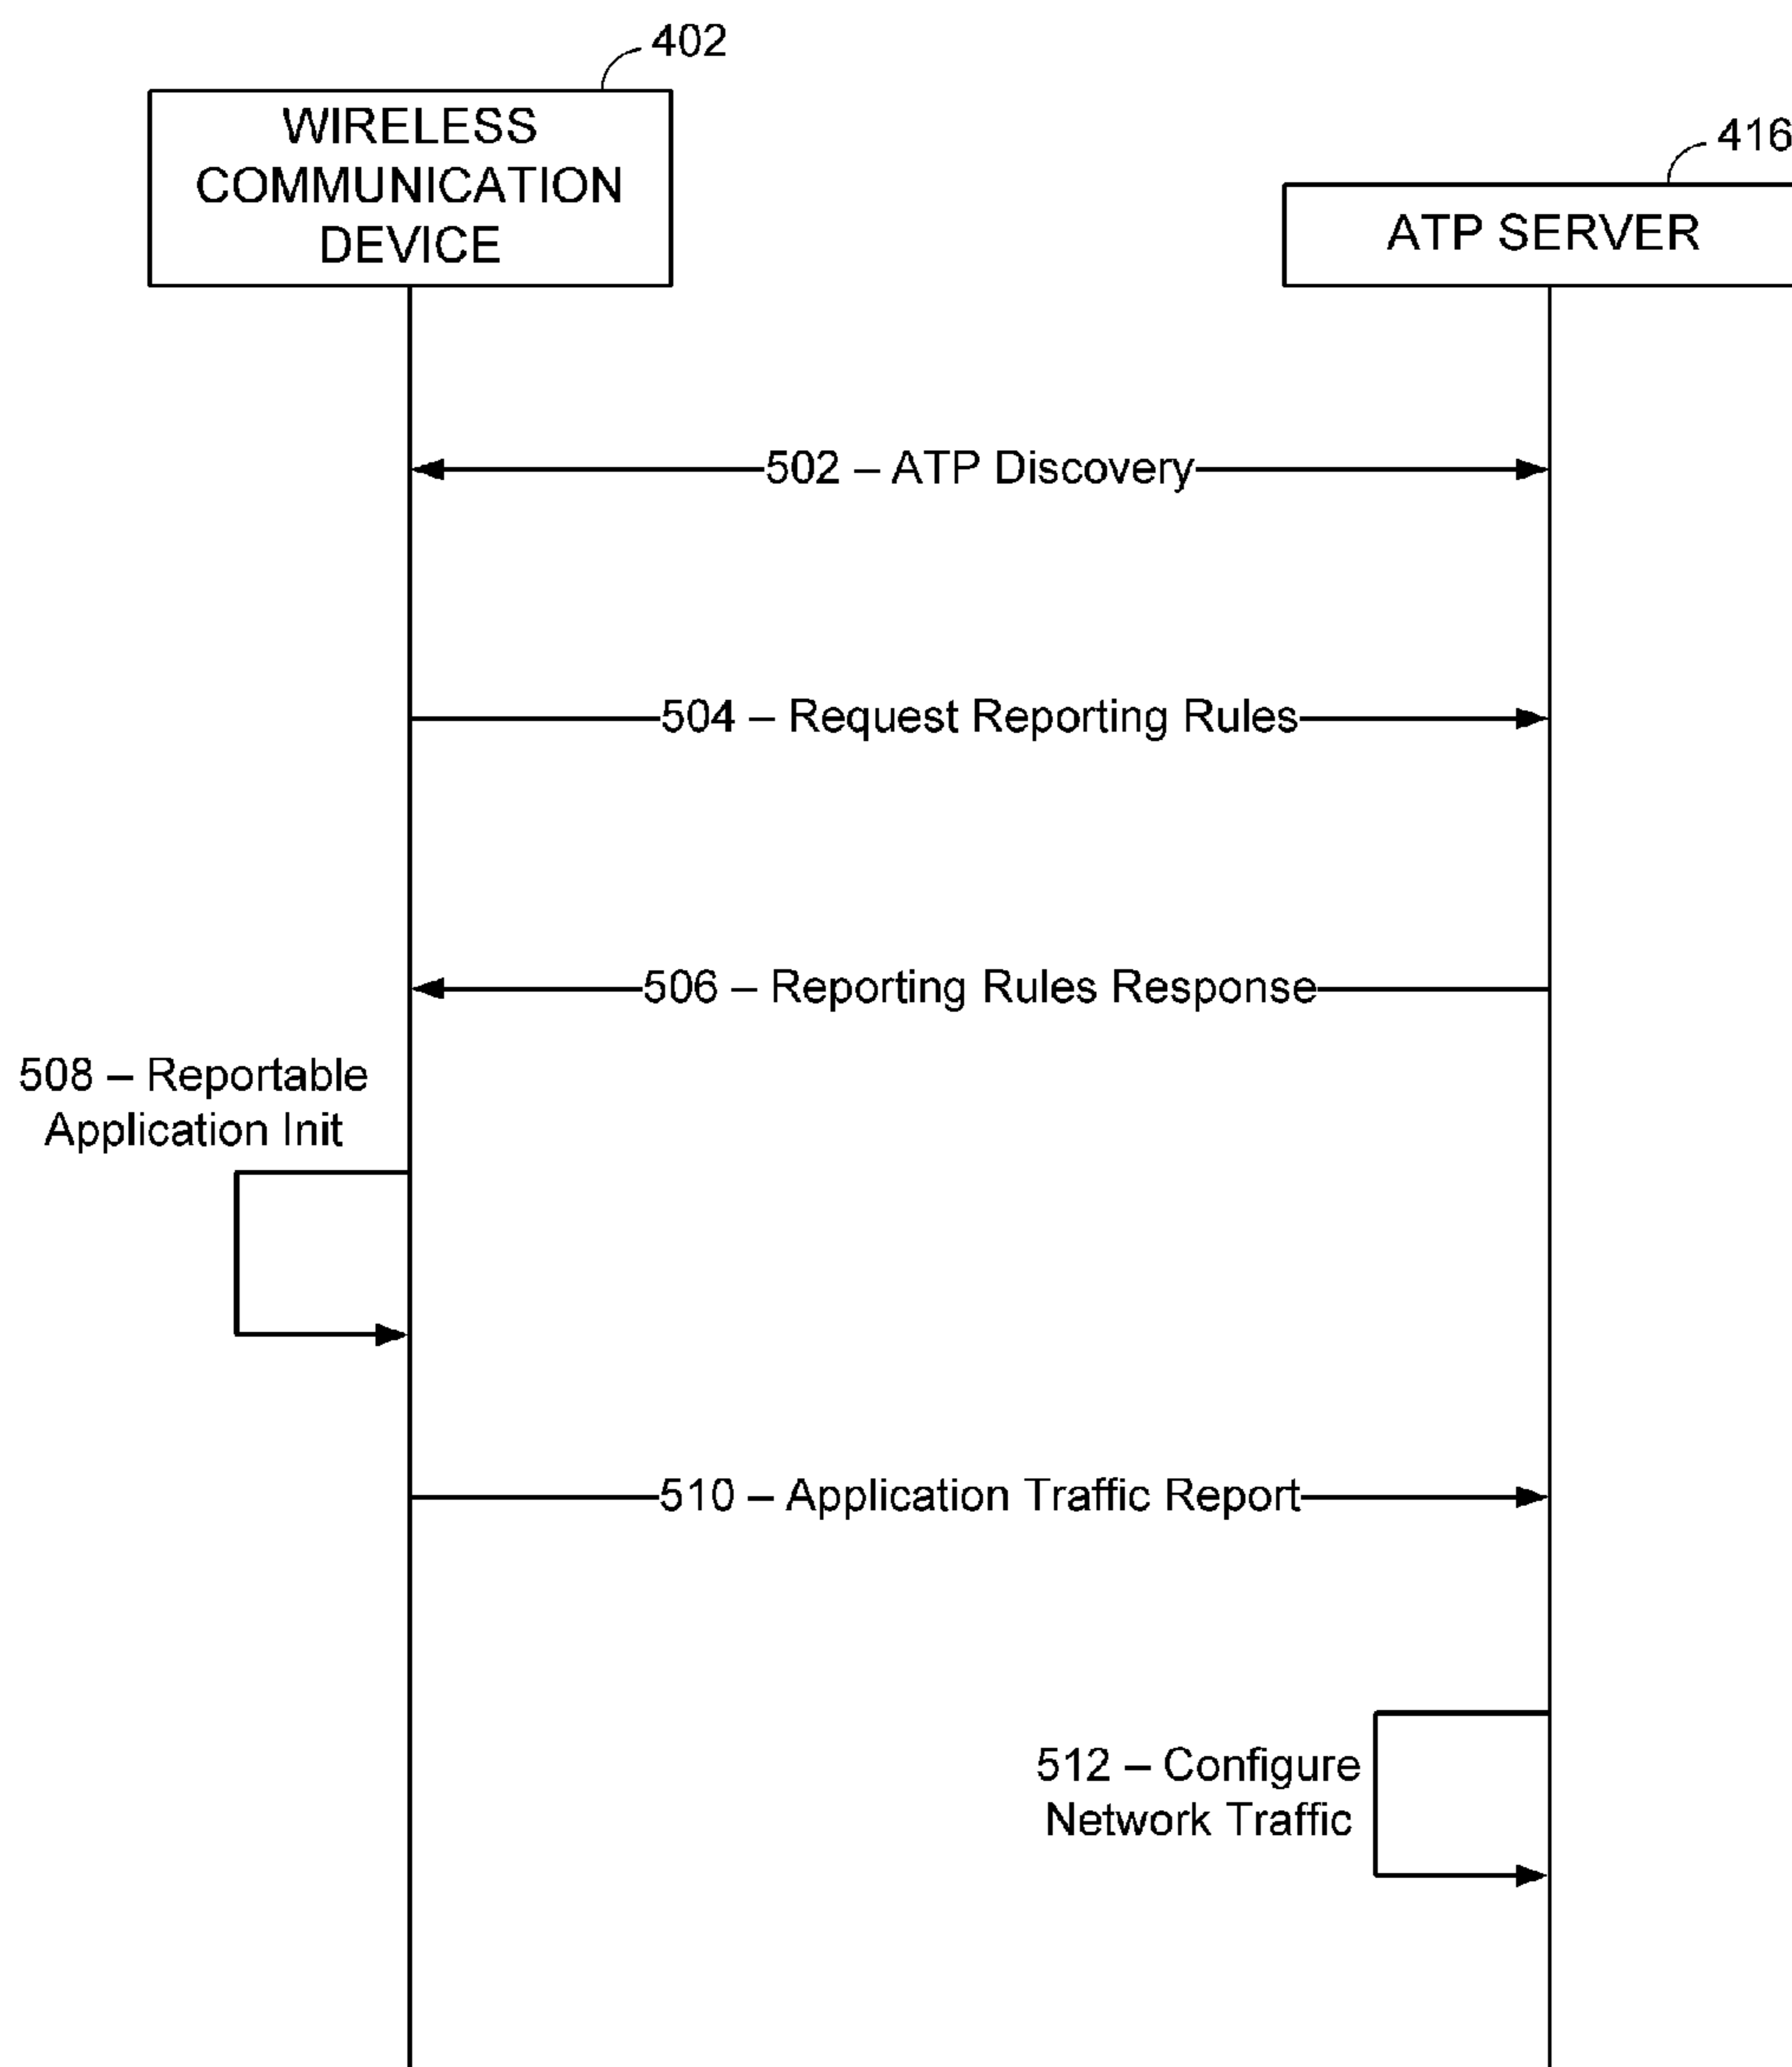 402
WIRELESS
COMMUNICATION
DEVICE
416
ATP SERVER
502 – ATP Discovery
504 – Request Reporting Rules
506 – Reporting Rules Response
508 – Reportable
Application Init
510 – Application Traffic Report
512 – Configure
Network Traffic